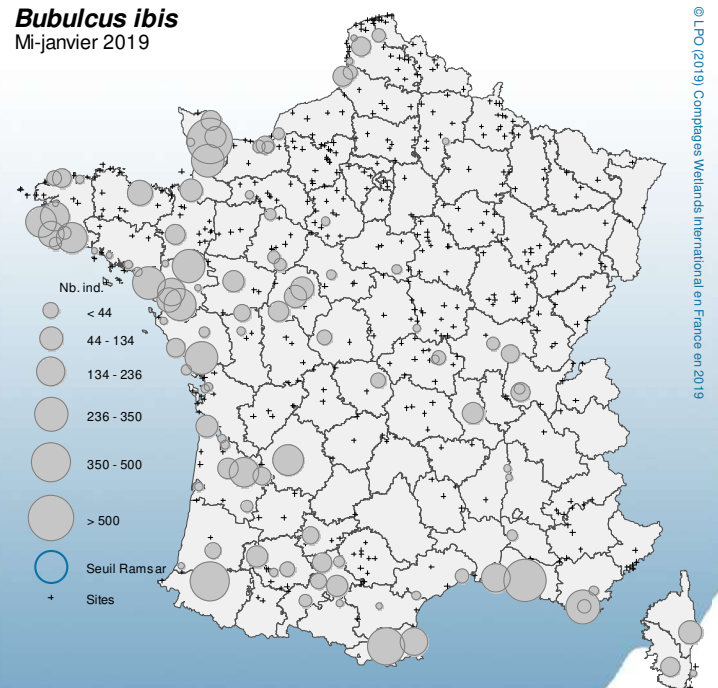 Bubulcus ibis
Mi-janvier 2019
© LPO (2019) Comptages Wetlands International en France en 2019
Nb. ind.
< 44
44 - 134
134 - 236
236 - 350
350 - 500
> 500
Seuil Ramsar
Sites